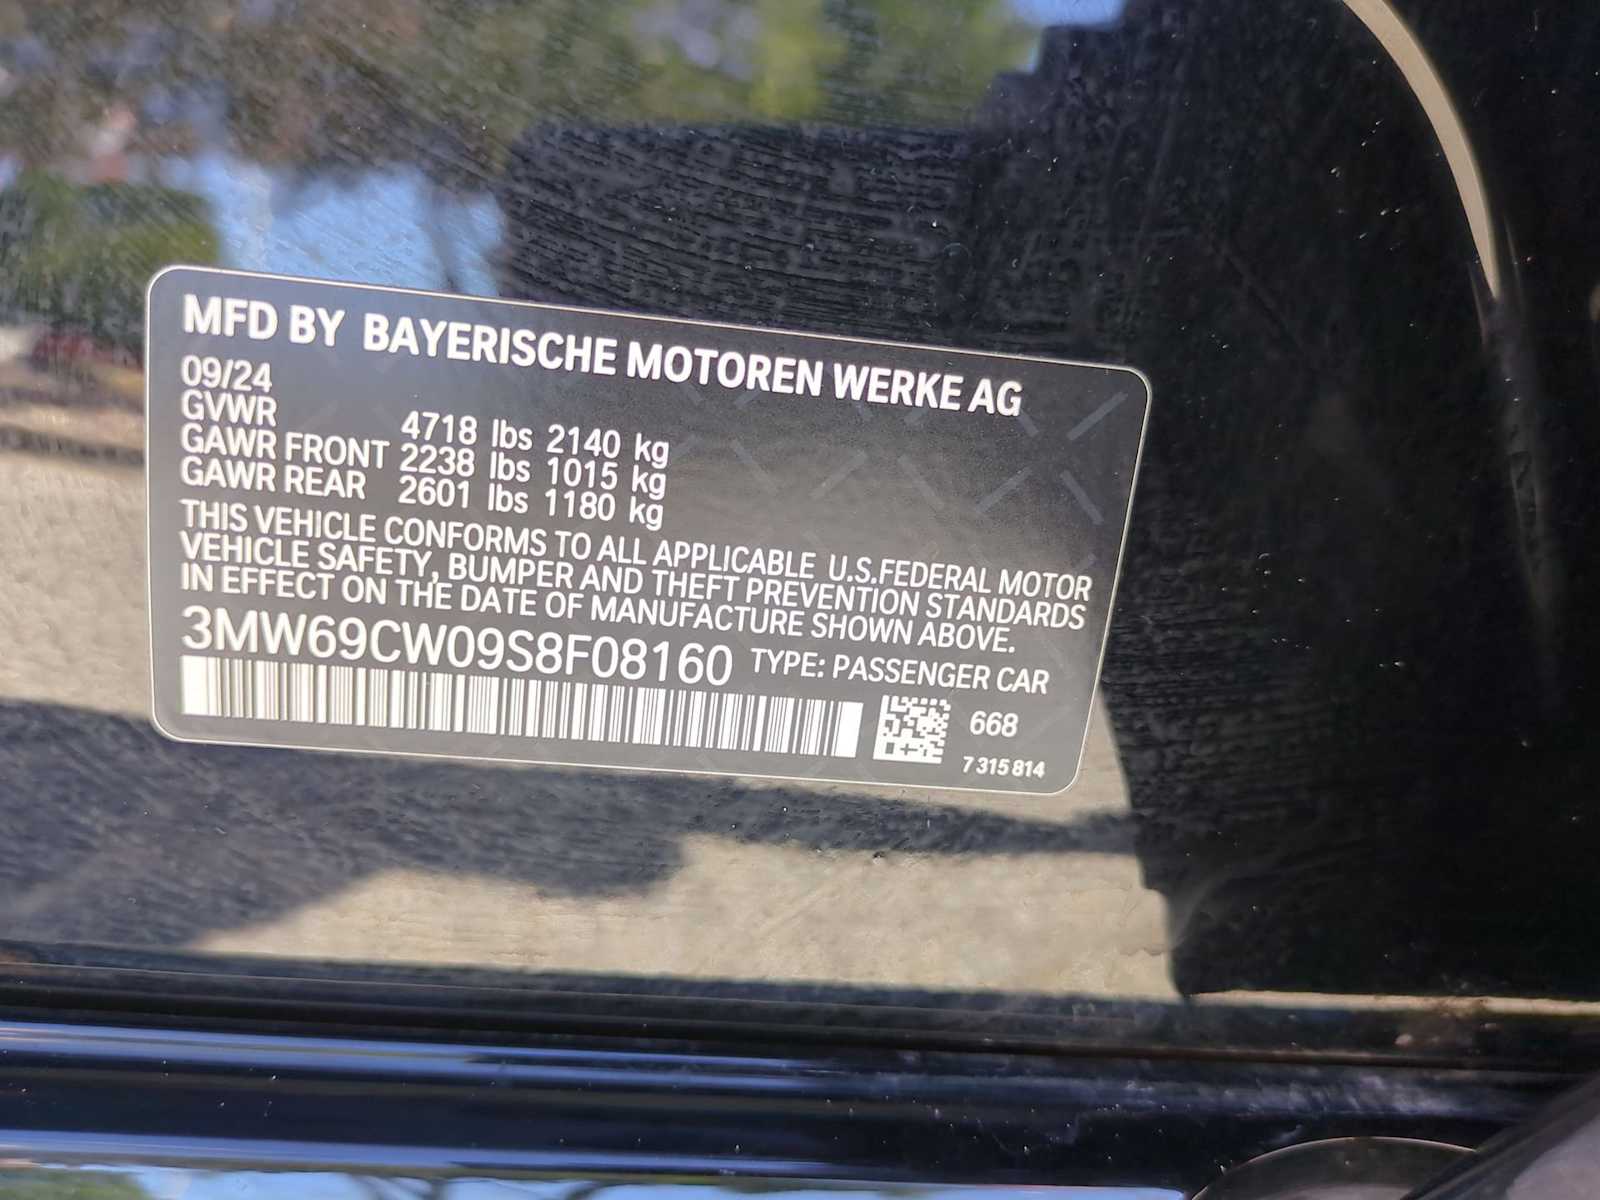 MFD BY BAYERISCHE MOTOREN WERKE AG
09/24
GVWR 4718 lbs 2140 kg
GAWR FRONT 2238 lbs 1015 kg
GAWR REAR 2601 lbs 1180 kg
THIS VEHICLE CONFORMS TO ALL APPLICABLE U.S.FEDERAL MOTOR
VEHICLE SAFETY, BUMPER AND THEFT PREVENTION STANDARDS
IN EFFECT ON THE DATE OF MANUFACTURE SHOWN ABOVE.
3MW69CW09S8F08160 TYPE: PASSENGER CAR
668
7 315 814